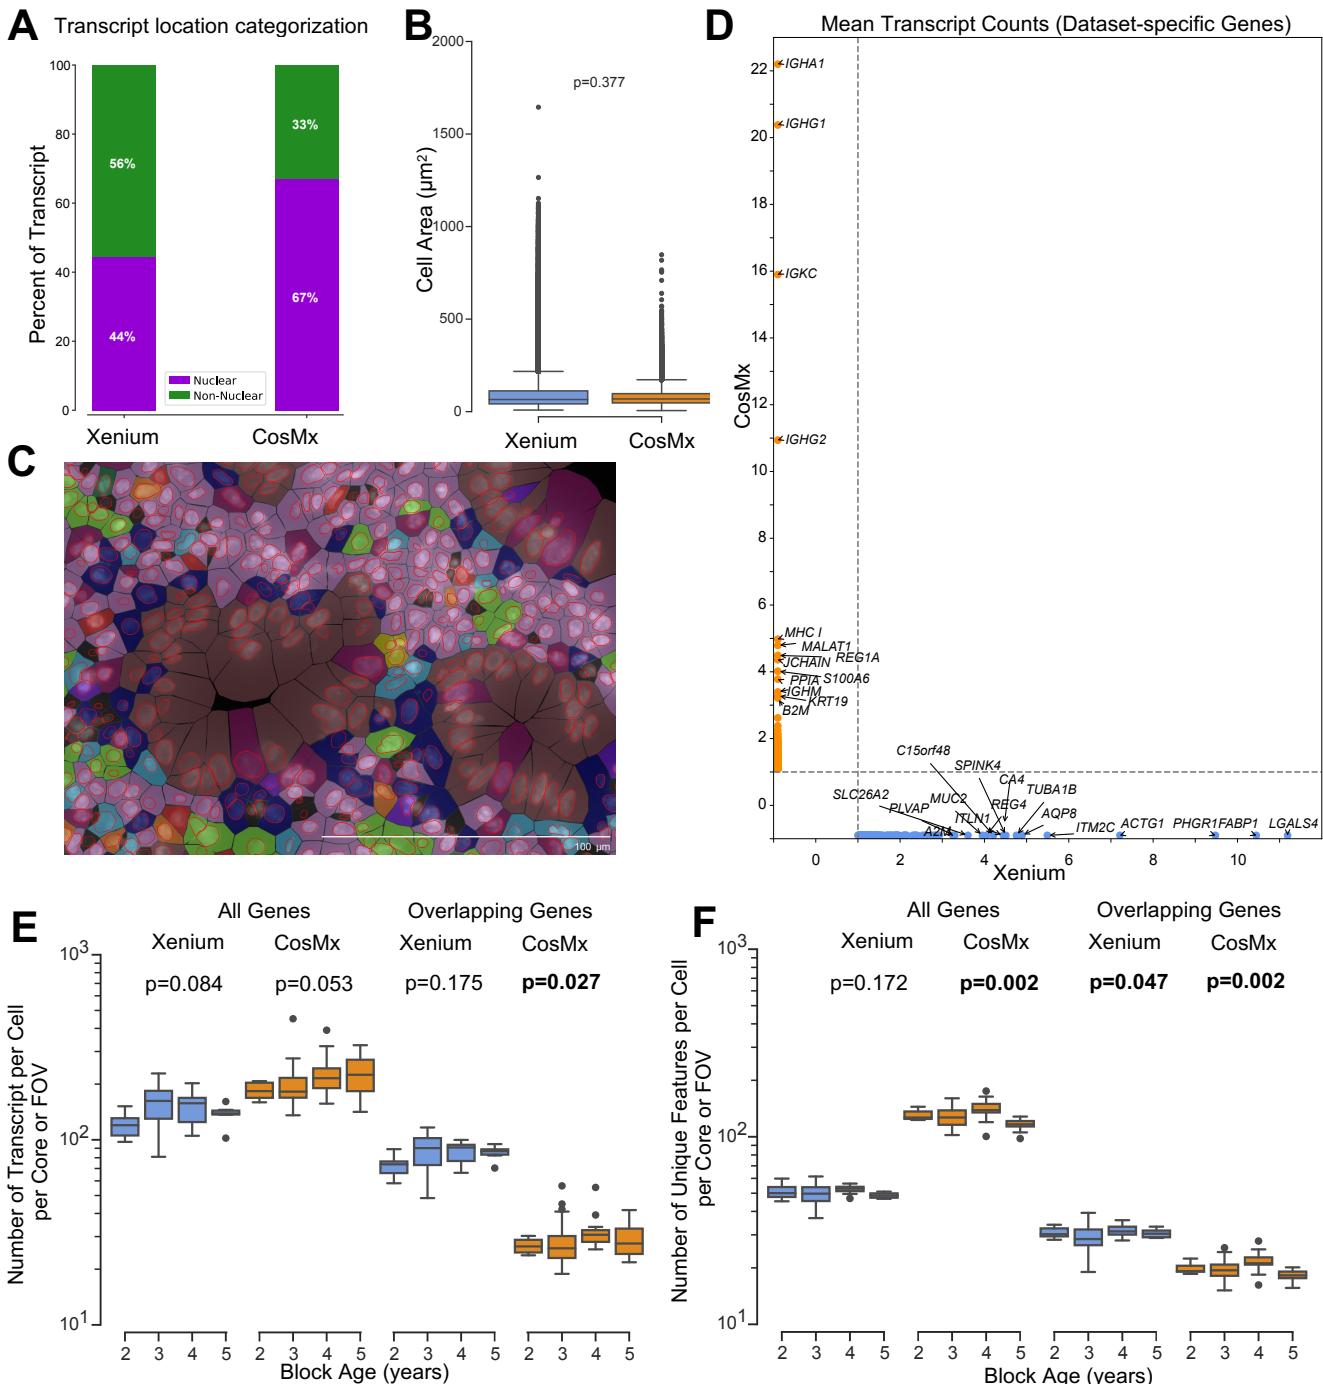 A Transcript location categorization
Percent of Transcript
100
80
60
40
20
0
56%
44%
33%
67%
Nuclear
Non-Nuclear
Xenium
CosMx
B
Cell Area (µm²)
2000
1500
1000
500
0
p=0.377
Xenium
CosMx
C
100 µm
D Mean Transcript Counts (Dataset-specific Genes)
CosMx
22
20
18
16
14
12
10
8
6
4
2
0
IGHA1
IGHG1
IGKC
IGHG2
MHC I
MALAT1
REG1A
JCHAIN
S100A6
PPIA
IGHM
KRT19
B2M
C15orf48
SPINK4
CA4
SLC26A2
PLVAP
MUC2
REG4
TUBA1B
ITLN1
AQP8
A2M
ITM2C
ACTG1
PHGR1
FABP1
LGALS4
0 2 4 6 8 10
Xenium
E
All Genes Overlapping Genes
Xenium CosMx Xenium CosMx
p=0.084 p=0.053 p=0.175 p=0.027
Number of Transcript per Cell
per Core or FOV
10³
10²
10¹
2 3 4 5 2 3 4 5 2 3 4 5 2 3 4 5
Block Age (years)
F
All Genes Overlapping Genes
Xenium CosMx Xenium CosMx
p=0.172 p=0.002 p=0.047 p=0.002
Number of Unique Features per Cell
per Core or FOV
10³
10²
10¹
2 3 4 5 2 3 4 5 2 3 4 5 2 3 4 5
Block Age (years)